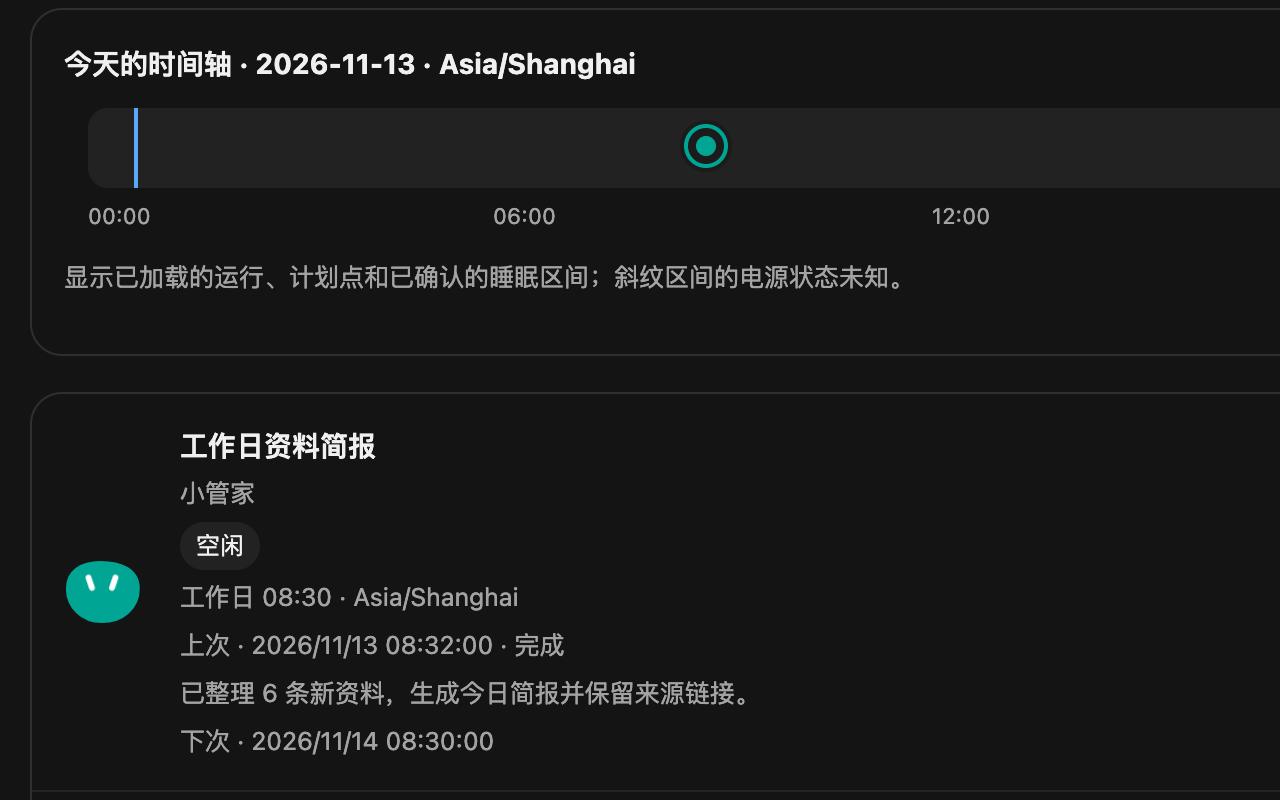 今天的时间轴 · 2026-11-13 · Asia/Shanghai
00:00 06:00 12:00
显示已加载的运行、计划点和已确认的睡眠区间；斜纹区间的电源状态未知。
工作日资料简报
小管家
空闲
工作日 08:30 · Asia/Shanghai
上次 · 2026/11/13 08:32:00 · 完成
已整理 6 条新资料，生成今日简报并保留来源链接。
下次 · 2026/11/14 08:30:00